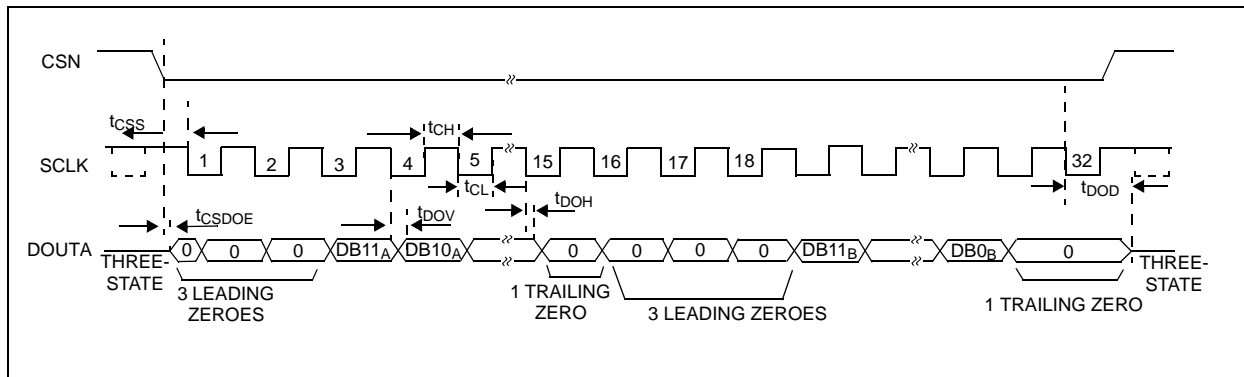 CSN
tCSS
tCH
SCLK
1 2 3 4 5 15 16 17 18 32
tCL
tDOH
tDOD
tCSDOE
tDOV
DOUTA
0 0 0 DB11A DB10A 0 0 0 0 DB11B DB0B 0
THREE-
STATE
3 LEADING
ZEROES
1 TRAILING
ZERO
3 LEADING ZEROES
1 TRAILING ZERO
THREE-
STATE